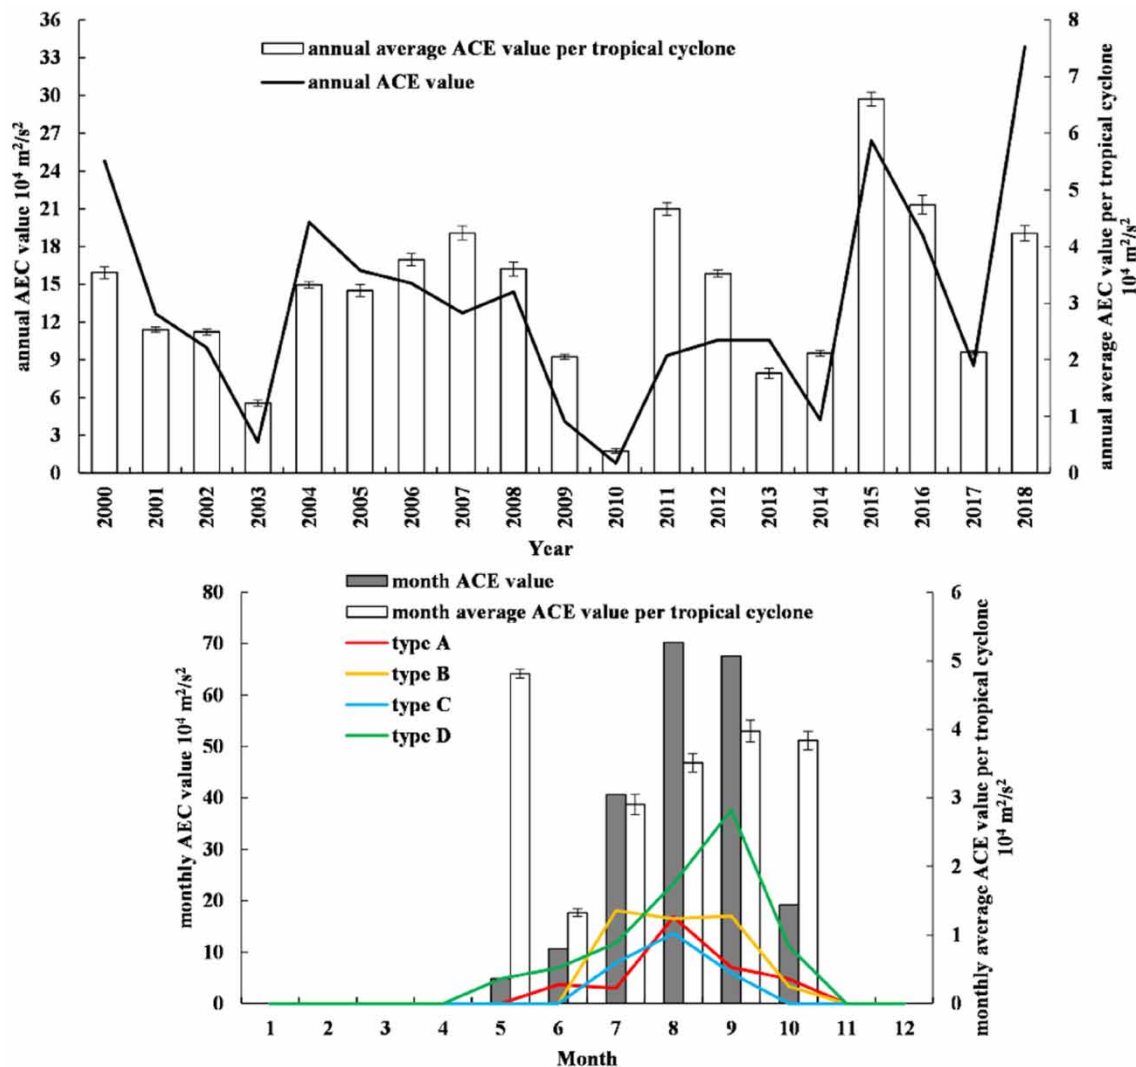 annual average ACE value per tropical cyclone
annual ACE value
annual AEC value 10⁴ m²/s²
36
33
30
27
24
21
18
15
12
9
6
3
0
8
7
6
5
4
3
2
1
0
annual average AEC value per tropical cyclone
10⁴ m²/s²
2000 2001 2002 2003 2004 2005 2006 2007 2008 2009 2010 2011 2012 2013 2014 2015 2016 2017 2018
Year
month ACE value
month average ACE value per tropical cyclone
type A
type B
type C
type D
monthly AEC value 10⁴ m²/s²
80
70
60
50
40
30
20
10
0
6
5
4
3
2
1
0
monthly average ACE value per tropical cyclone
10⁴ m²/s²
1 2 3 4 5 6 7 8 9 10 11 12
Month